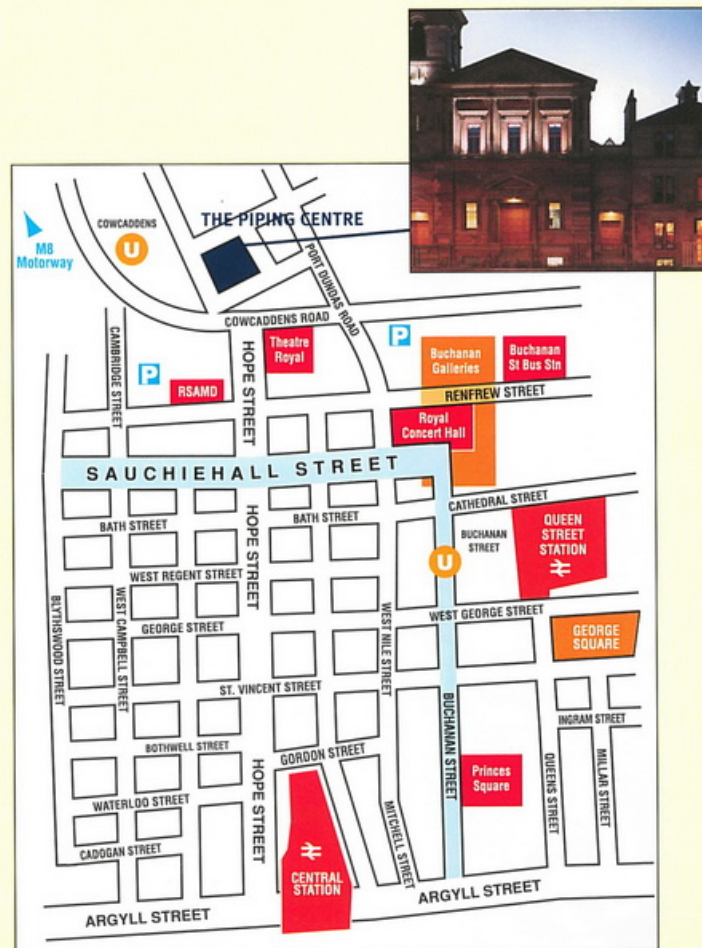 COWCADDENS
U
THE PIPING CENTRE
M8
Motorway
PORT DUNDAS ROAD
COWCADDENS ROAD
CAMBRIDGE STREET
P
RSAMD
HOPE STREET
Theatre
Royal
P
Buchanan
Galleries
Buchanan
St Bus Stn
RENFREW STREET
Royal
Concert Hall
SAUCHIEHALL STREET
CATHEDRAL STREET
BATH STREET
HOPE STREET
BATH STREET
BUCHANAN
STREET
U
QUEEN
STREET
STATION
WEST REGENT STREET
BLYTHSWOOD STREET
WEST CAMPBELL STREET
WEST NILE STREET
WEST GEORGE STREET
GEORGE STREET
GEORGE
SQUARE
ST. VINCENT STREET
BUCHANAN STREET
INGRAM STREET
BOTHWELL STREET
GORDON STREET
HOPE STREET
Princes
Square
QUEENS STREET
MILLAR STREET
WATERLOO STREET
MITCHELL STREET
CADOGAN STREET
CENTRAL
STATION
ARGYLL STREET
ARGYLL STREET